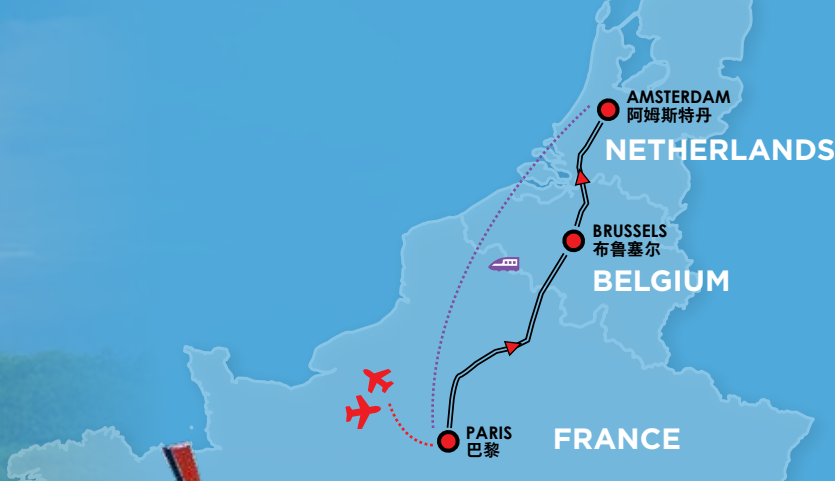 AMSTERDAM
阿姆斯特丹
NETHERLANDS
BRUSSELS
布鲁塞尔
BELGIUM
PARIS
巴黎
FRANCE